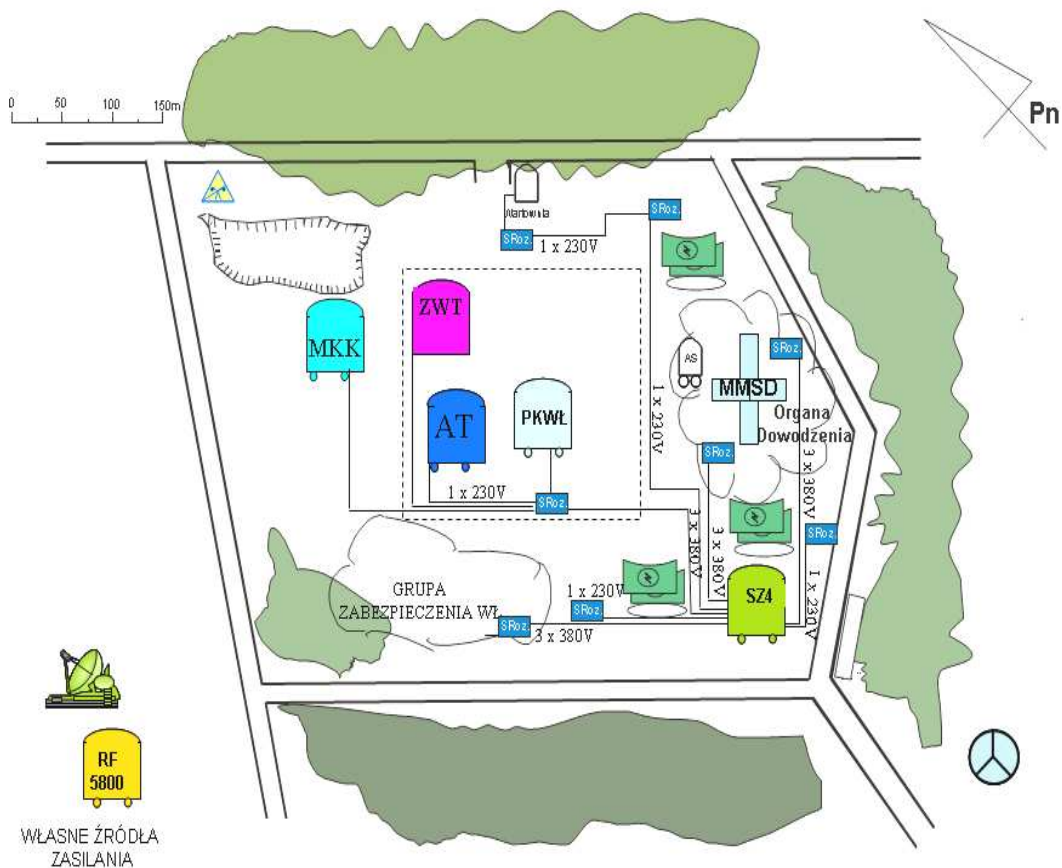 0 50 100 150m
Pn
Alartownia
SRoz.
SRoz.
1 x 230V
ZWT
MKK
AS
SRoz.
MMSD
Organa
Dowodzenia
AT
PKWŁ
1 x 230V
SRoz.
3 x 380V
1 x 230V
SRoz.
3 x 380V
3 x 380V
SRoz.
GRUPA
ZABEZPIECZENIA WŁ.
1 x 230V
SRoz.
SRoz.
3 x 380V
SZ4
1 x 230V
RF
5800
WŁASNE ŹRÓDŁA
ZASILANIA